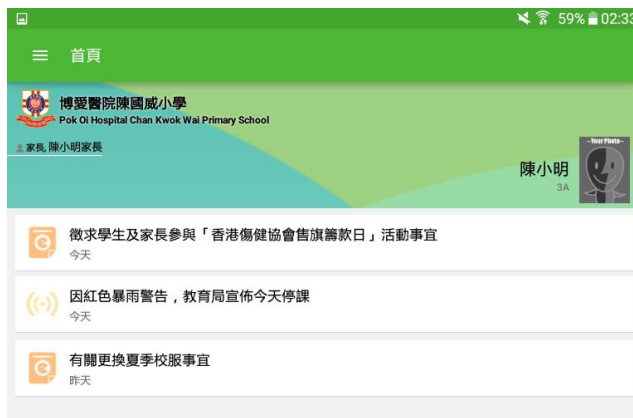 59% 02:33
首頁
博愛醫院陳國威小學
Pok Oi Hospital Chan Kwok Wai Primary School
家長, 陳小明家長
~Your Photo~
陳小明
3A
徵求學生及家長參與「香港傷健協會售旗籌款日」活動事宜
今天
因紅色暴雨警告，教育局宣佈今天停課
今天
有關更換夏季校服事宜
昨天